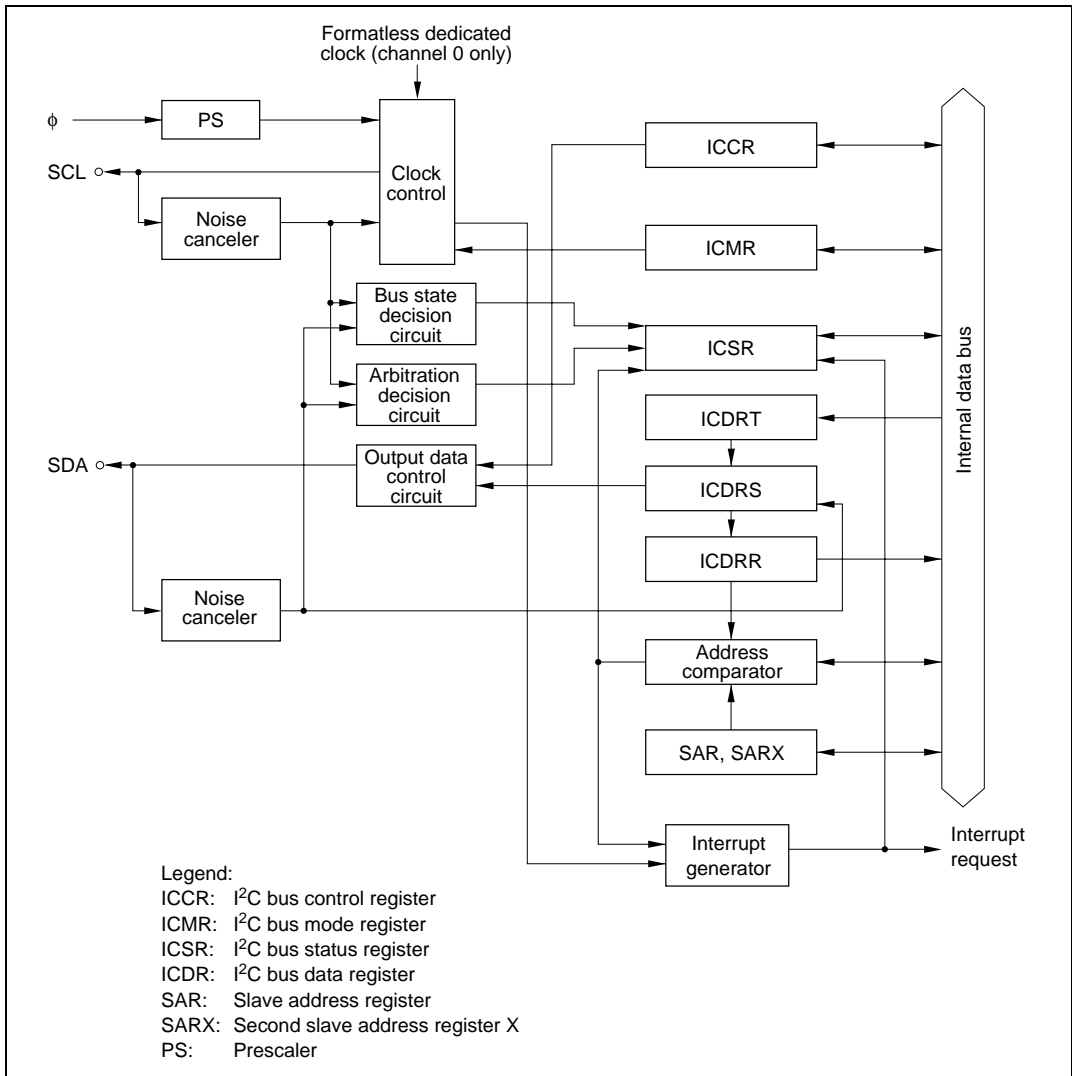 Formatless dedicated
clock (channel 0 only)
ϕ
PS
SCL
Clock
control
Noise
canceler
ICCR
ICMR
Bus state
decision
circuit
ICSR
Arbitration
decision
circuit
ICDRT
SDA
Output data
control
circuit
ICDRS
ICDRR
Noise
canceler
Address
comparator
SAR, SARX
Internal data bus
Interrupt
generator
Interrupt
request
Legend:
ICCR: I²C bus control register
ICMR: I²C bus mode register
ICSR: I²C bus status register
ICDR: I²C bus data register
SAR: Slave address register
SARX: Second slave address register X
PS: Prescaler